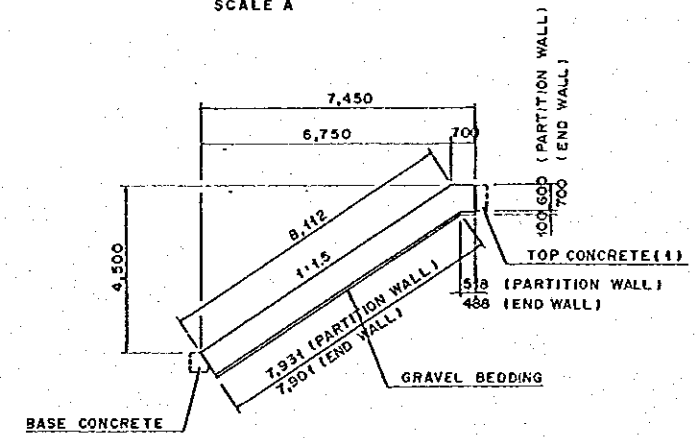 SCALE A
7,450
6,750
700
(PARTITION WALL)
(END WALL)
100 600
700
4,500
8,112
1:1.5
TOP CONCRETE(1)
518 (PARTITION WALL)
488 (END WALL)
7,931 (PARTITION WALL)
7,901 (END WALL)
GRAVEL BEDDING
BASE CONCRETE